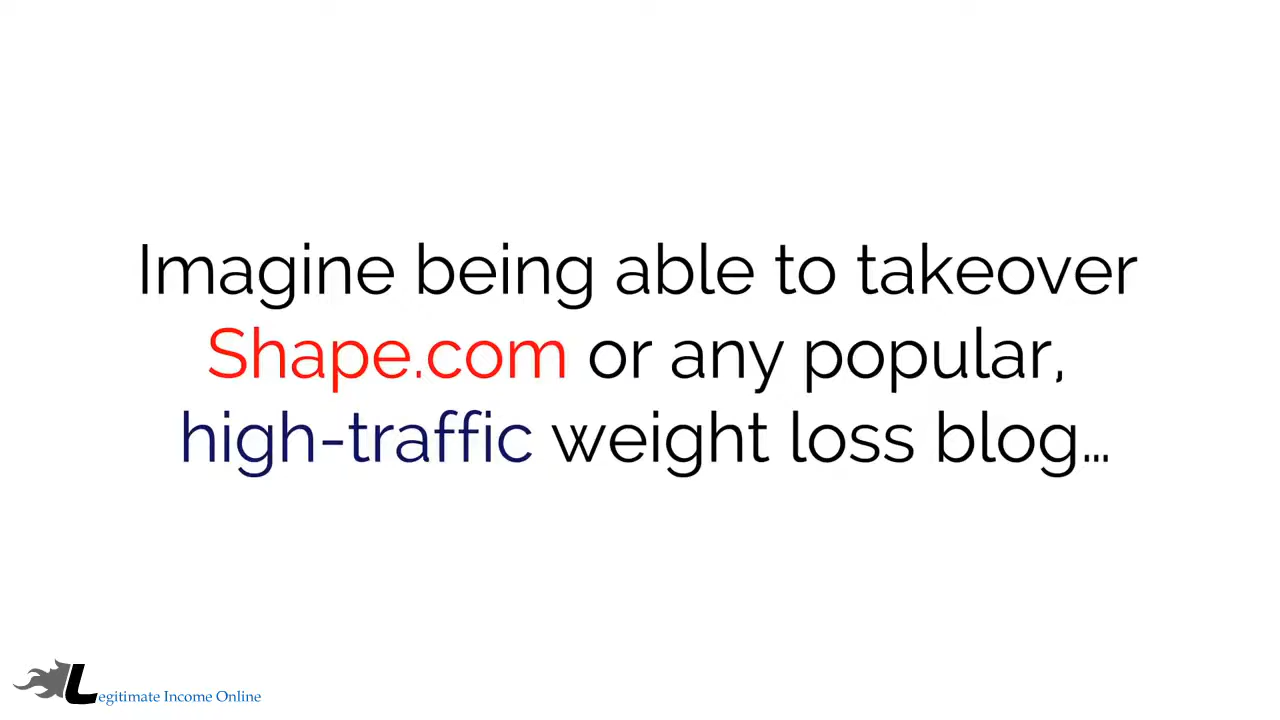 Imagine being able to takeover
Shape.com or any popular,
high-traffic weight loss blog...
Legitimate Income Online